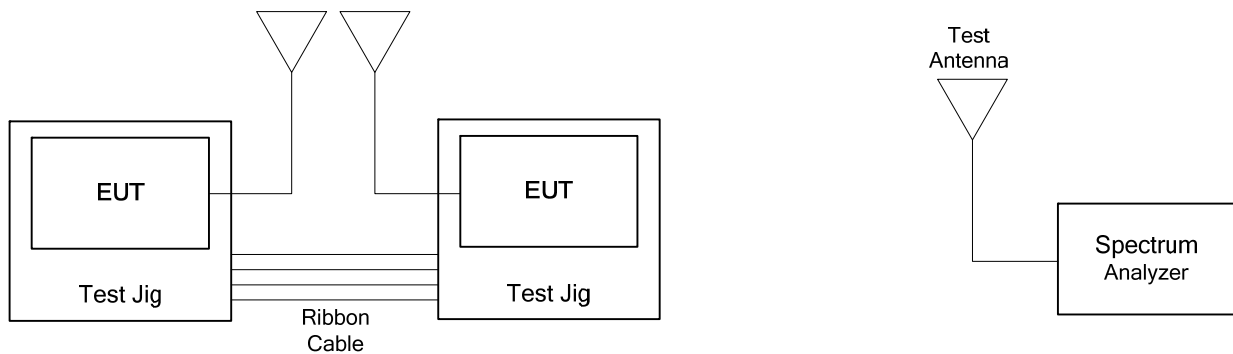 EUT
Test Jig
Ribbon
Cable
EUT
Test Jig
Test
Antenna
Spectrum
Analyzer